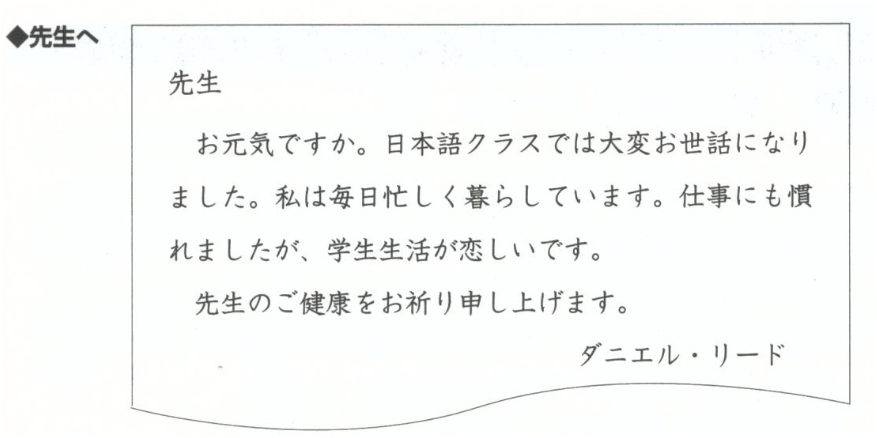 ◆先生へ
先生
お元気ですか。日本語クラスでは大変お世話になり
ました。私は毎日忙しく暮らしています。仕事にも慣
れましたが、学生生活が恋しいです。
先生のご健康をお祈り申し上げます。
ダニエル・リード